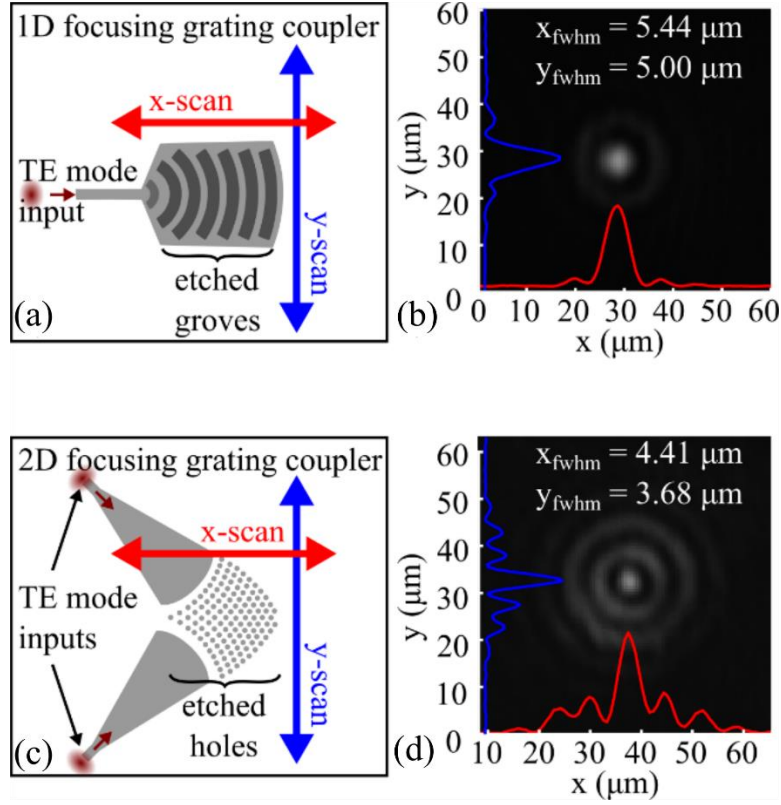 1D focusing grating coupler
x-scan
TE mode
input
y-scan
etched
groves
(a)
x_fwhm = 5.44 μm
y_fwhm = 5.00 μm
y (μm)
60
50
40
30
20
10
0
0 20 30 40 50 60
x (μm)
(b)
2D focusing grating coupler
x-scan
TE mode
inputs
y-scan
etched
holes
(c)
x_fwhm = 4.41 μm
y_fwhm = 3.68 μm
y (μm)
60
50
40
30
20
10
0
10 20 30 40 50 60
x (μm)
(d)